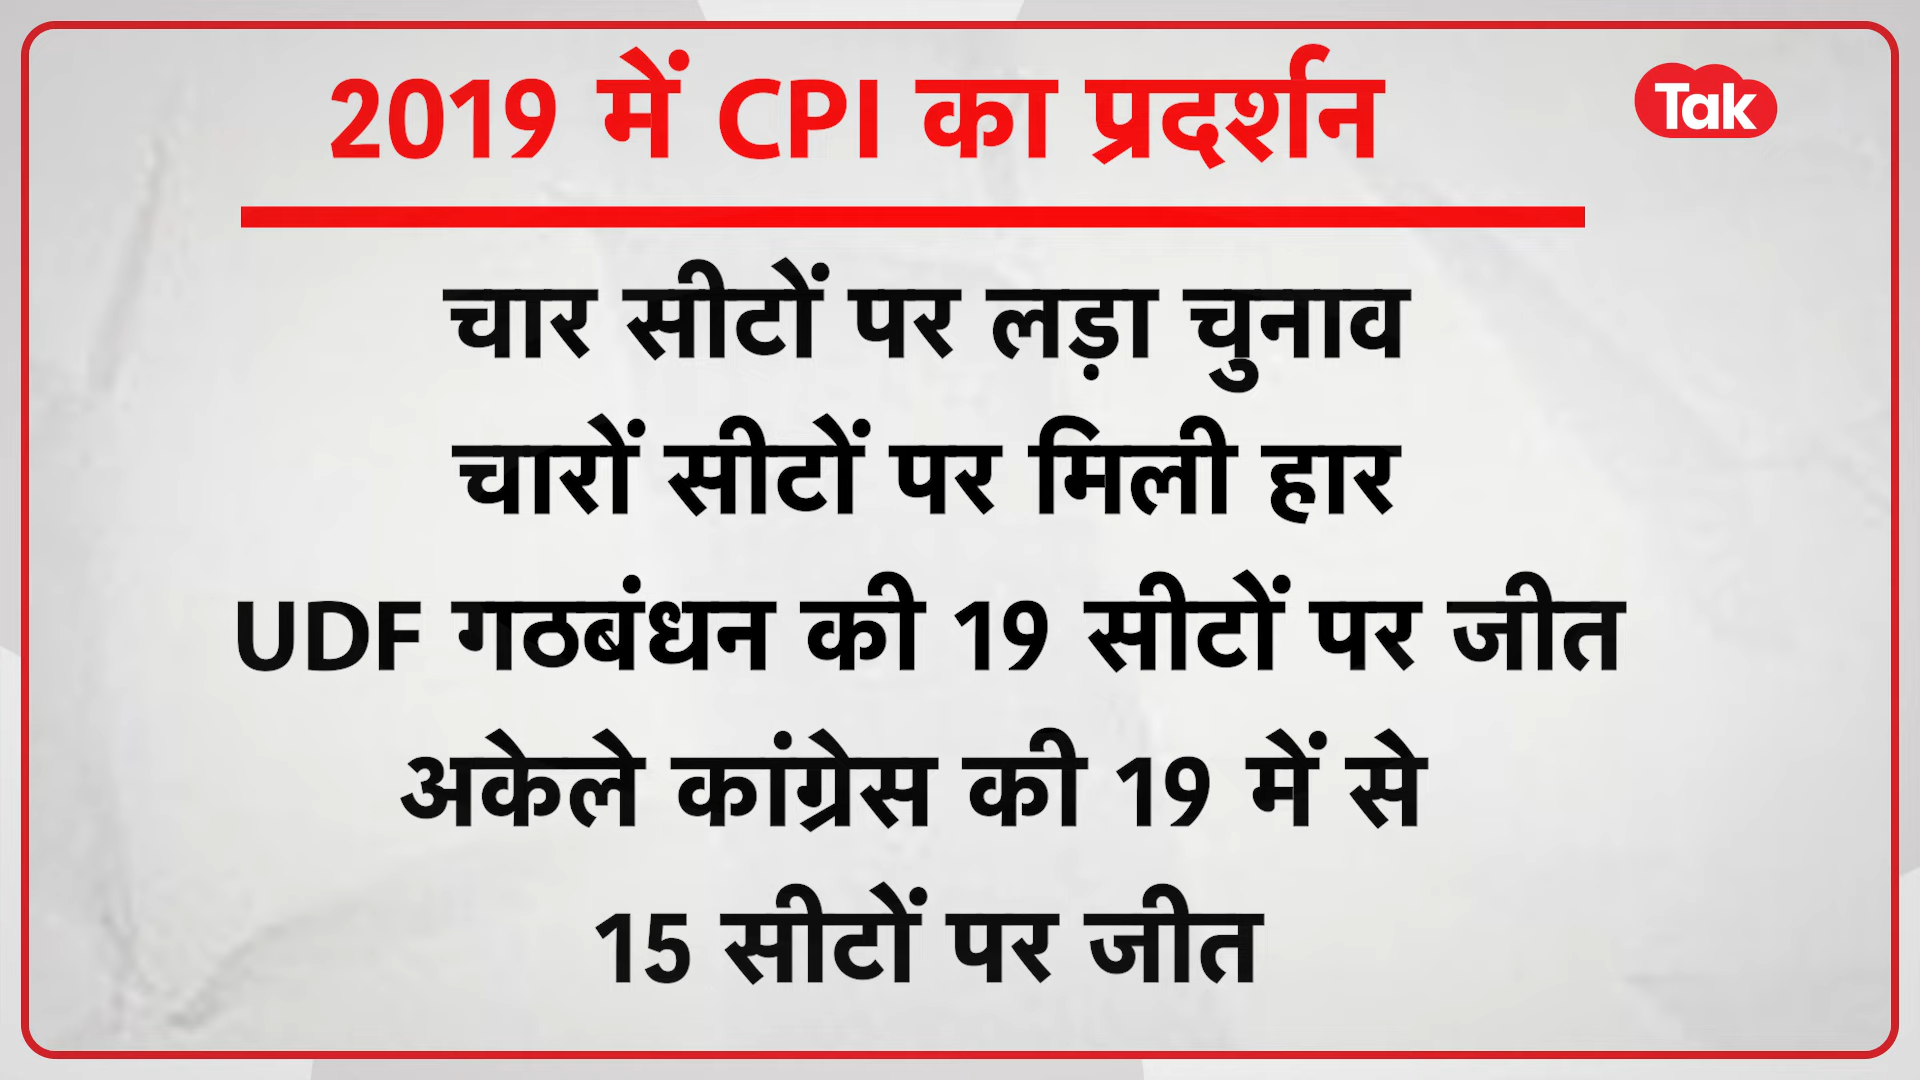 2019 में CPI का प्रदर्शन
Tak
चार सीटों पर लड़ा चुनाव
चारों सीटों पर मिली हार
UDF गठबंधन की 19 सीटों पर जीत
अकेले कांग्रेस की 19 में से
15 सीटों पर जीत